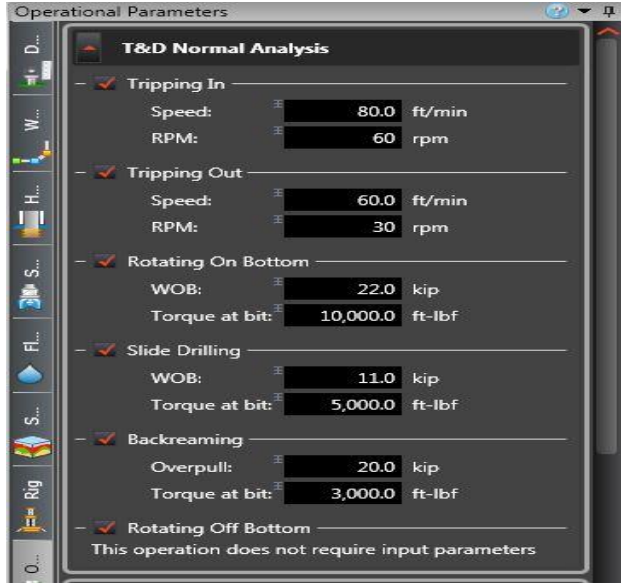 Operational Parameters
T&D Normal Analysis
Tripping In
Speed: 80.0 ft/min
RPM: 60 rpm
Tripping Out
Speed: 60.0 ft/min
RPM: 30 rpm
Rotating On Bottom
WOB: 22.0 kip
Torque at bit: 10,000.0 ft-lbf
Slide Drilling
WOB: 11.0 kip
Torque at bit: 5,000.0 ft-lbf
Backreaming
Overpull: 20.0 kip
Torque at bit: 3,000.0 ft-lbf
Rotating Off Bottom
This operation does not require input parameters
D...
W...
H...
S...
Fl...
S...
Rig
O...